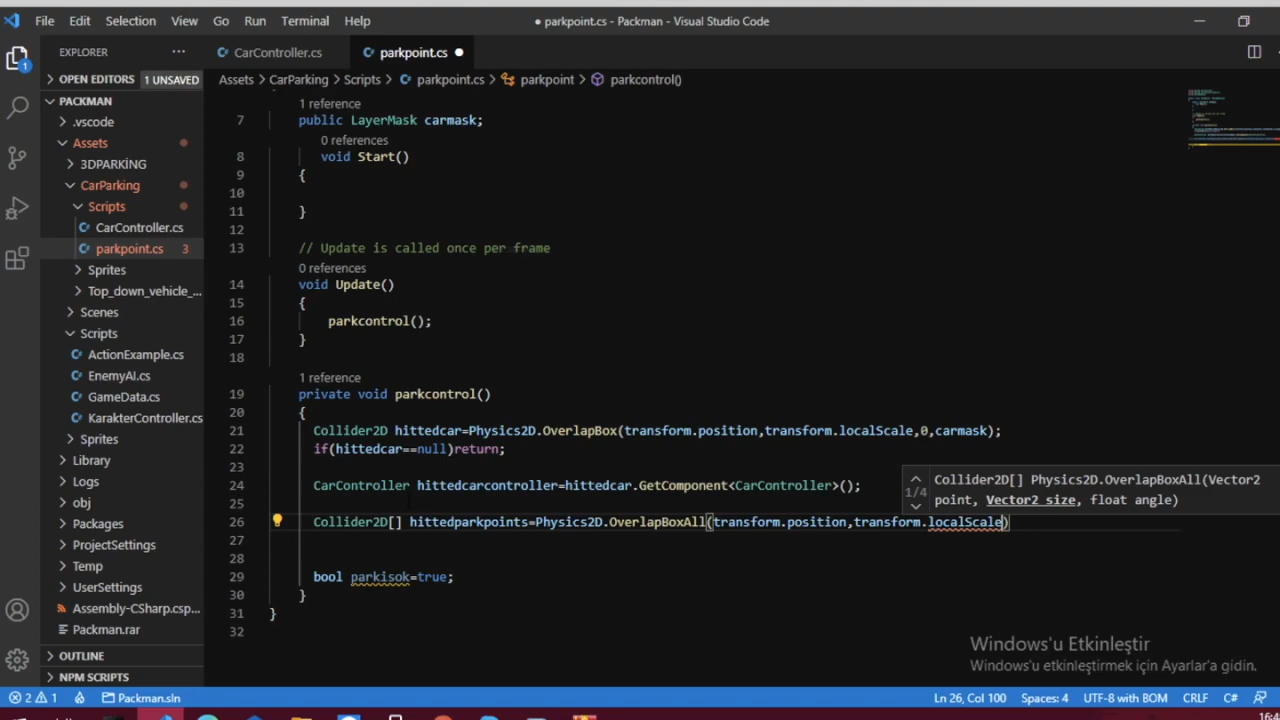 File Edit Selection View Go Run Terminal Help
● parkpoint.cs - Packman - Visual Studio Code
EXPLORER ···
CarController.cs
parkpoint.cs ●
OPEN EDITORS 1 UNSAVED
Assets > CarParking > Scripts > parkpoint.cs > parkpoint > parkcontrol()
1
PACKMAN
.vscode
Assets
3DPARKİNG
CarParking
Scripts
CarController.cs
parkpoint.cs 3
Sprites
Top_down_vehicle_...
Scenes
Scripts
ActionExample.cs
EnemyAI.cs
GameData.cs
KarakterController.cs
Sprites
Library
Logs
obj
Packages
ProjectSettings
Temp
UserSettings
Assembly-CSharp.csp...
Packman.rar
OUTLINE
NPM SCRIPTS
1 reference
7 public LayerMask carmask;
0 references
8 void Start()
9 {
10
11 }
12
13 // Update is called once per frame
0 references
14 void Update()
15 {
16 parkcontrol();
17 }
18
1 reference
19 private void parkcontrol()
20 {
21 Collider2D hittedcar=Physics2D.OverlapBox(transform.position,transform.localScale,0,carmask);
22 if(hittedcar==null)return;
23
24 CarController hittedcarcontroller=hittedcar.GetComponent<CarController>();
25
26 Collider2D[] hittedparkpoints=Physics2D.OverlapBoxAll(transform.position,transform.localScale)
27
28
29 bool parkisok=true;
30 }
31 }
32
1/4
Collider2D[] Physics2D.OverlapBoxAll(Vector2
point, Vector2 size, float angle)
Windows'u Etkinleştir
Windows'u etkinleştirmek için Ayarlar'a gidin.
2 1 Packman.sln
Ln 26, Col 100 Spaces: 4 UTF-8 with BOM CRLF C#